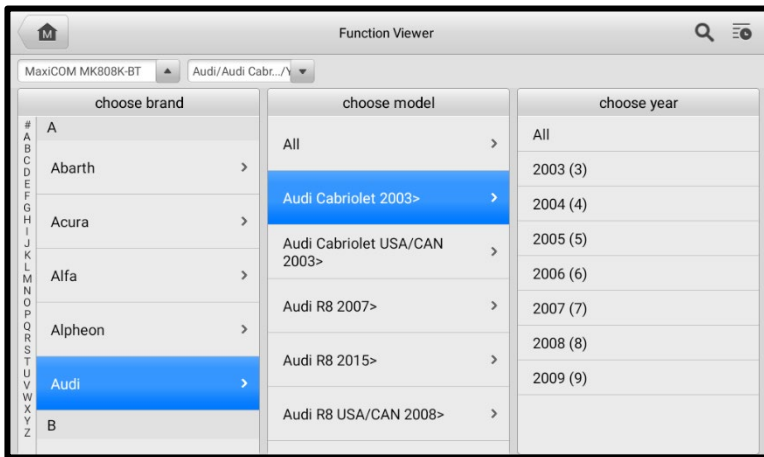 M
Function Viewer
MaxiCOM MK808K-BT
Audi/Audi Cabr.../Y
choose brand
#
A
B
C
D
E
F
G
H
I
J
K
L
M
N
O
P
Q
R
S
T
U
V
W
X
Y
Z
A
Abarth
Acura
Alfa
Alpheon
Audi
B
choose model
All
Audi Cabriolet 2003>
Audi Cabriolet USA/CAN
2003>
Audi R8 2007>
Audi R8 2015>
Audi R8 USA/CAN 2008>
choose year
All
2003 (3)
2004 (4)
2005 (5)
2006 (6)
2007 (7)
2008 (8)
2009 (9)